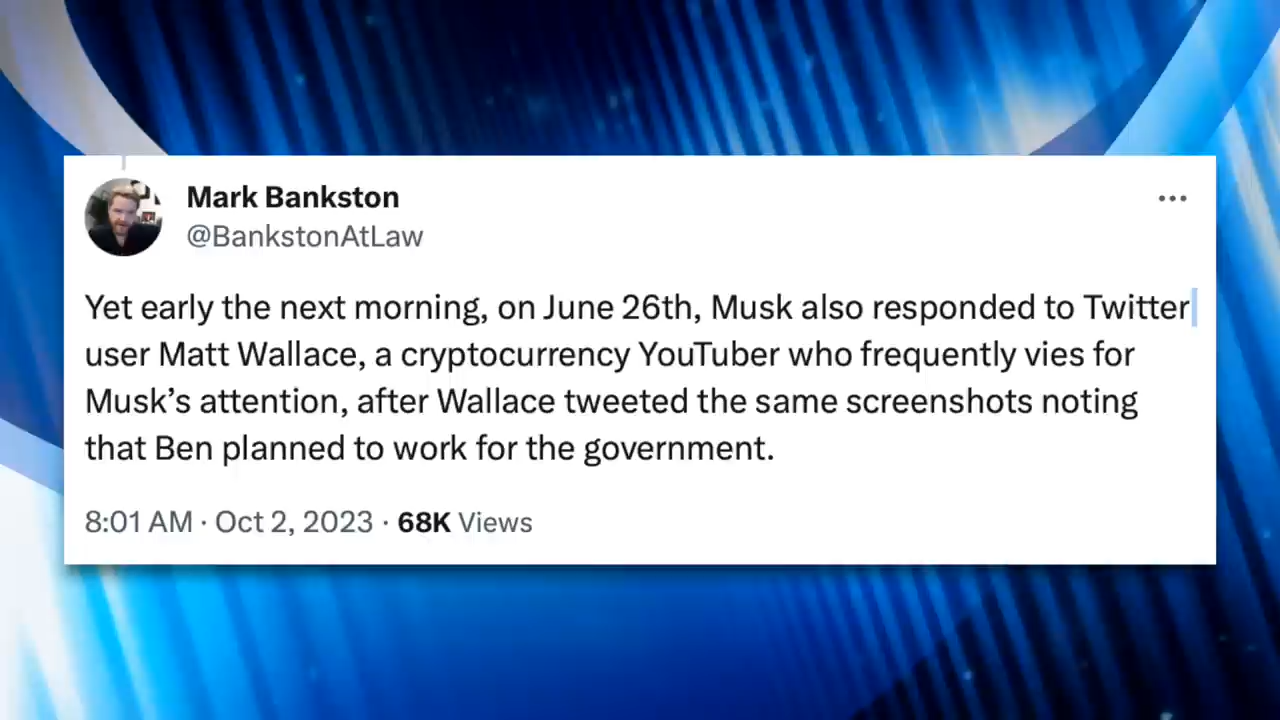 Mark Bankston
@BankstonAtLaw
Yet early the next morning, on June 26th, Musk also responded to Twitter
user Matt Wallace, a cryptocurrency YouTuber who frequently vies for
Musk’s attention, after Wallace tweeted the same screenshots noting
that Ben planned to work for the government.
8:01 AM · Oct 2, 2023 · 68K Views